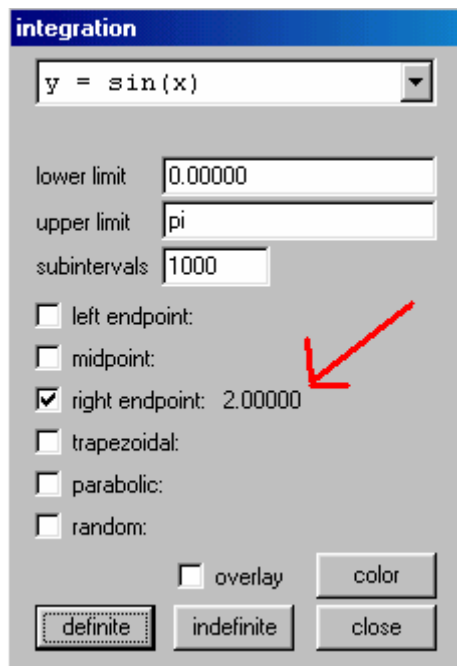 integration
y = sin(x)
lower limit 0.00000
upper limit pi
subintervals 1000
left endpoint:
midpoint:
right endpoint: 2.00000
trapezoidal:
parabolic:
random:
overlay color
definite indefinite close